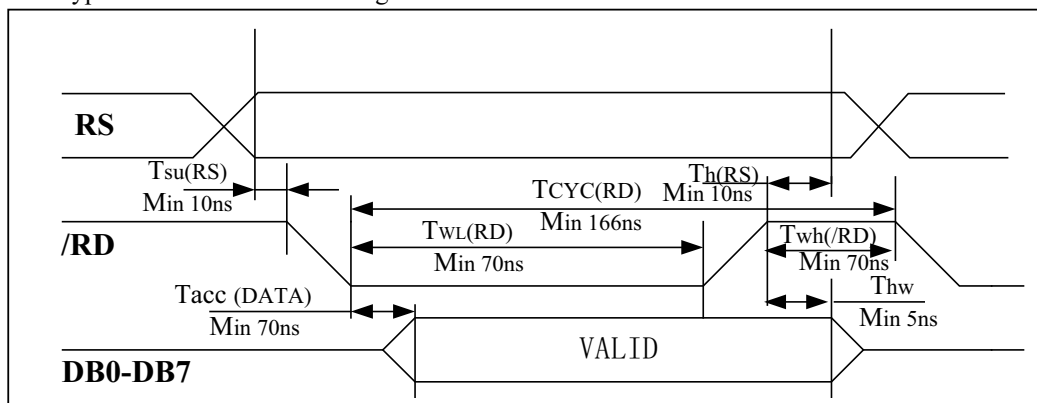 RS
Tsu(RS)
Min 10ns
Th(RS)
Min 10ns
TCYC(RD)
Min 166ns
/RD
TWL(RD)
Min 70ns
Twh(/RD)
Min 70ns
Tacc (DATA)
Min 70ns
Thw
Min 5ns
VALID
DB0-DB7